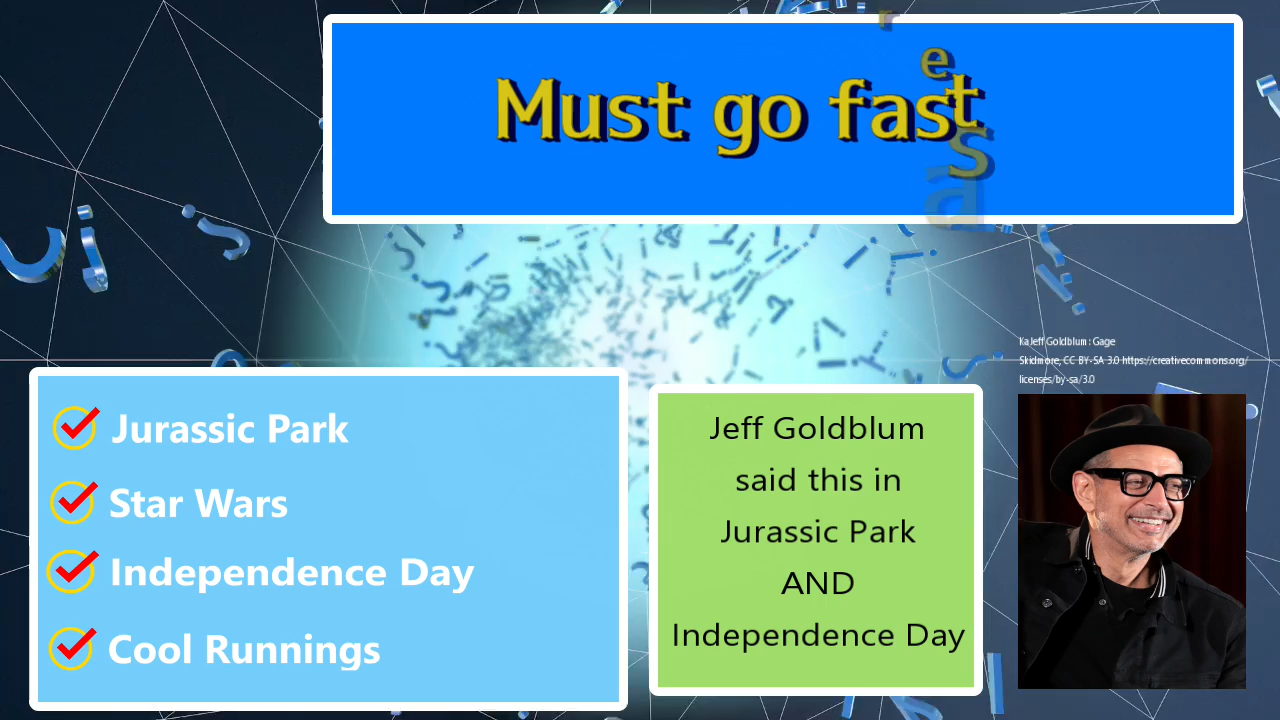 Must go fast
e
r
s
a
KaJeff Goldblum: Gage
Skidmore, CC BY-SA 3.0 https://creativecommons.org/
licenses/by-sa/3.0
Jurassic Park
Star Wars
Independence Day
Cool Runnings
Jeff Goldblum
said this in
Jurassic Park
AND
Independence Day